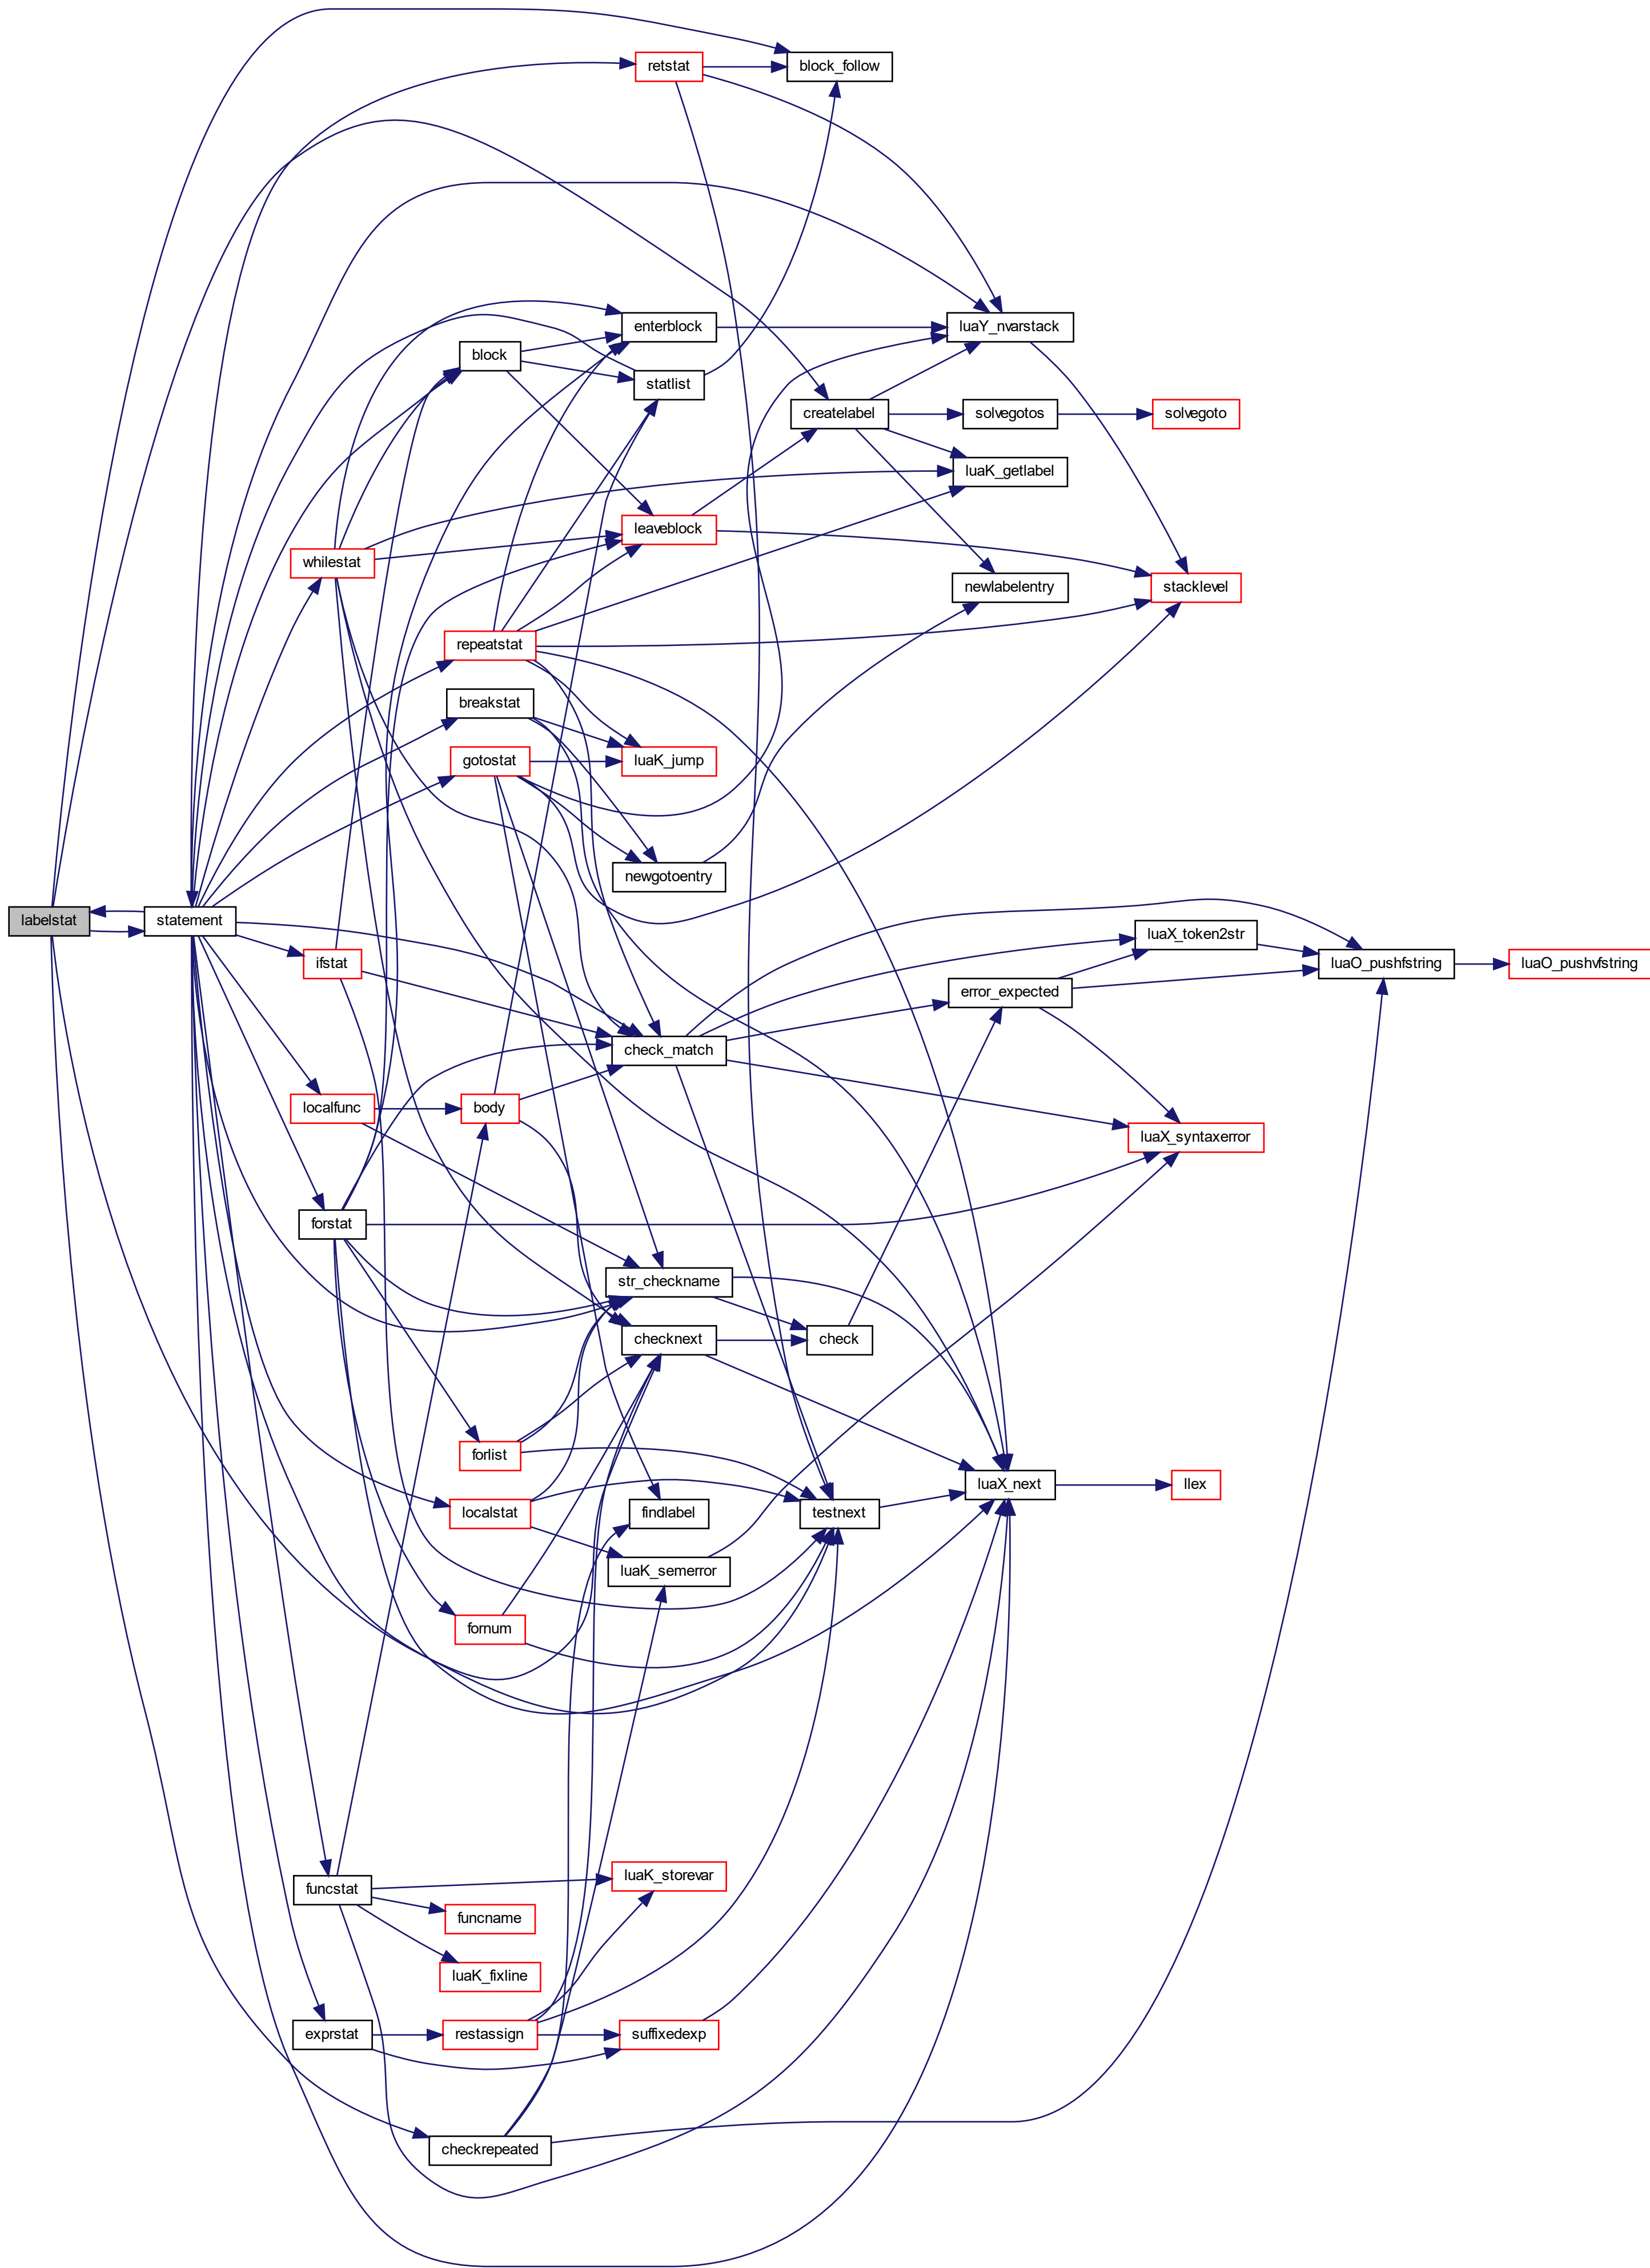 retstat
block_follow
enterblock
luaY_nvarstack
block
statlist
createlabel
solvegotos
solvegoto
luaK_getlabel
leaveblock
whilestat
newlabelentry
stacklevel
repeatstat
breakstat
gotostat
luaK_jump
newgotoentry
labelstat
statement
luaX_token2str
ifstat
luaO_pushfstring
luaO_pushvfstring
error_expected
check_match
localfunc
body
luaX_syntaxerror
forstat
str_checkname
checknext
check
forlist
luaX_next
llex
localstat
findlabel
testnext
luaK_semerror
fornum
funcstat
luaK_storevar
funcname
luaK_fixline
exprstat
restassign
suffixedexp
checkrepeated